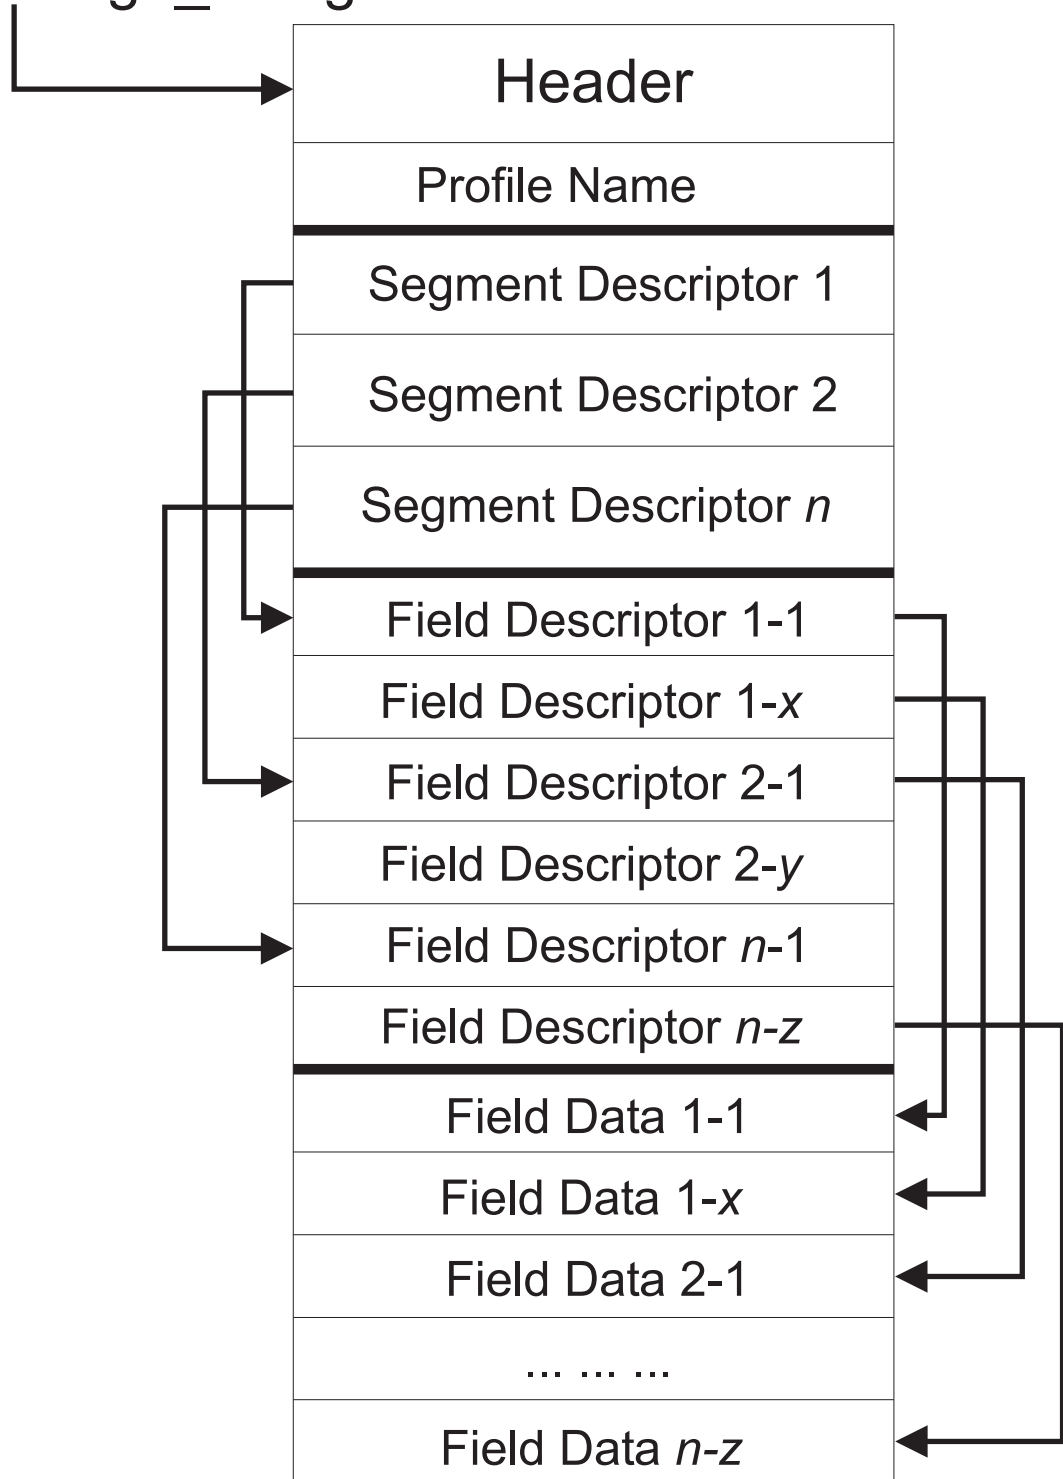 Header
Profile Name
Segment Descriptor 1
Segment Descriptor 2
Segment Descriptor n
Field Descriptor 1-1
Field Descriptor 1-x
Field Descriptor 2-1
Field Descriptor 2-y
Field Descriptor n-1
Field Descriptor n-z
Field Data 1-1
Field Data 1-x
Field Data 2-1
... ... ...
Field Data n-z